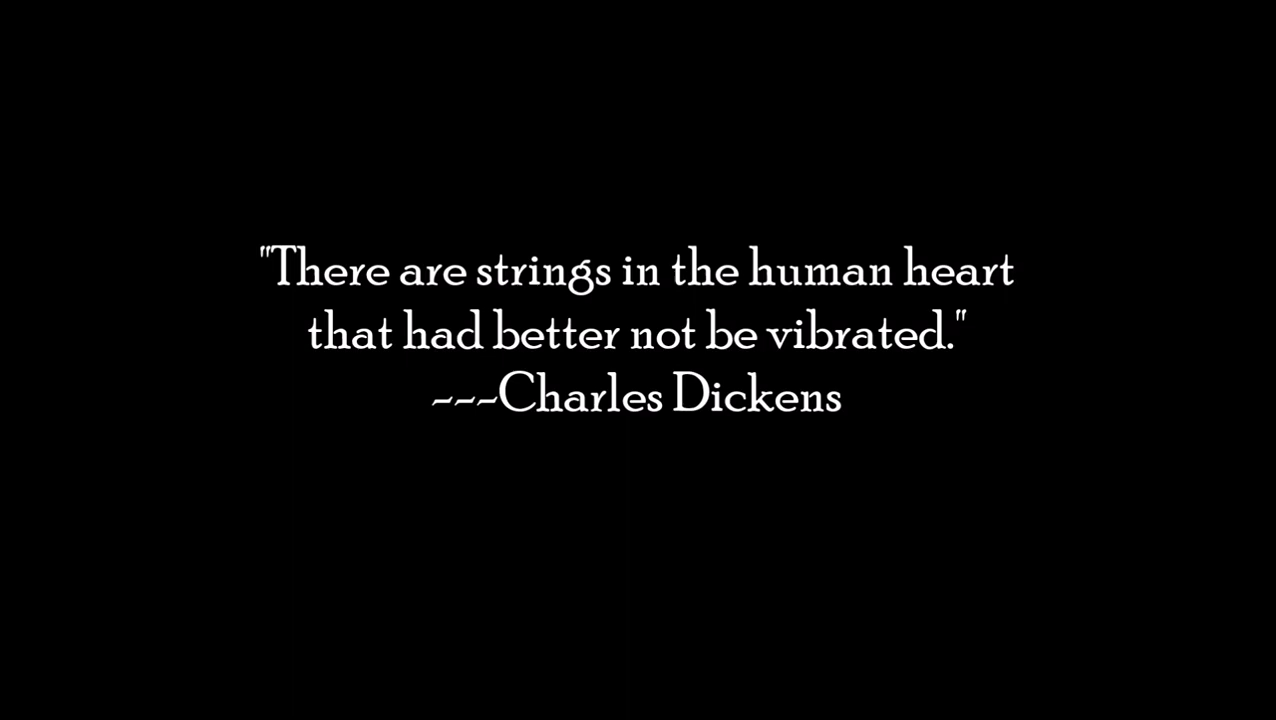 "There are strings in the human heart
that had better not be vibrated."
---Charles Dickens